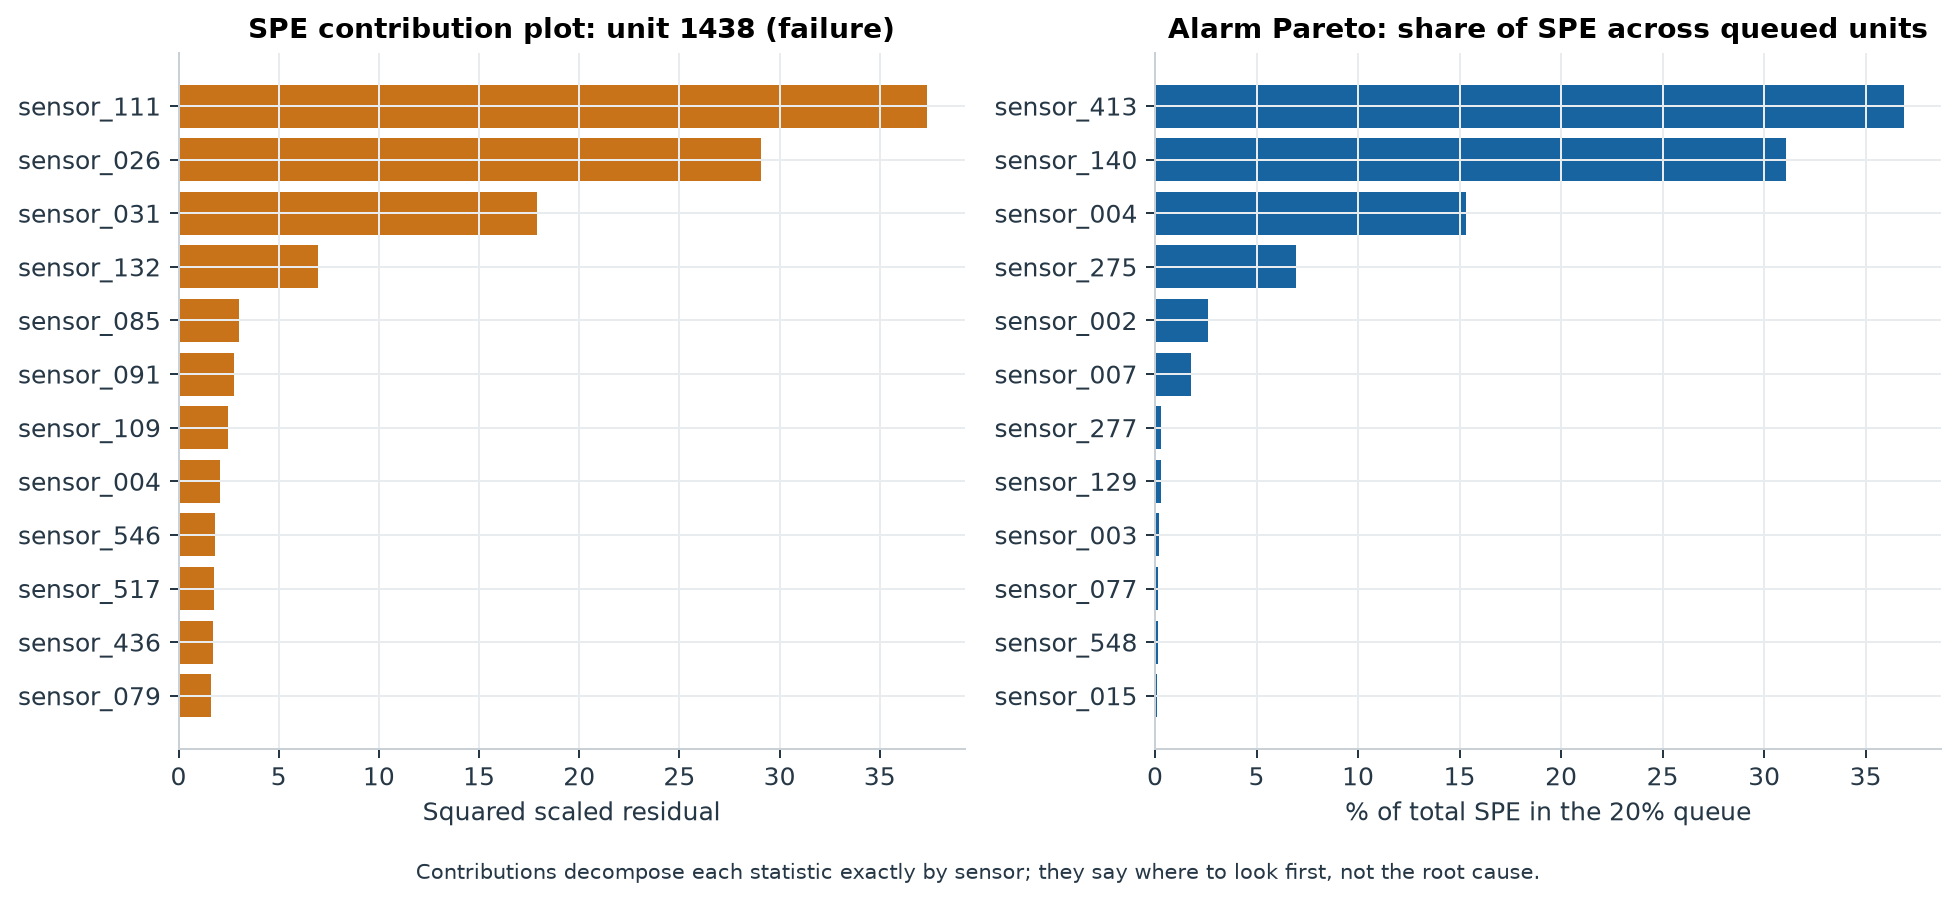 SPE contribution plot: unit 1438 (failure)
sensor_111
sensor_026
sensor_031
sensor_132
sensor_085
sensor_091
sensor_109
sensor_004
sensor_546
sensor_517
sensor_436
sensor_079
0 5 10 15 20 25 30 35
Squared scaled residual
Alarm Pareto: share of SPE across queued units
sensor_413
sensor_140
sensor_004
sensor_275
sensor_002
sensor_007
sensor_277
sensor_129
sensor_003
sensor_077
sensor_548
sensor_015
0 5 10 15 20 25 30 35
% of total SPE in the 20% queue
Contributions decompose each statistic exactly by sensor; they say where to look first, not the root cause.